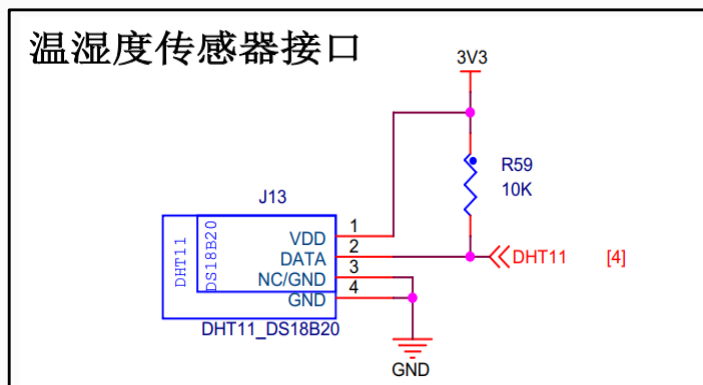 温湿度传感器接口
3V3
R59
10K
J13
DHT11
DS18B20
VDD 1
DATA 2
NC/GND 3
GND 4
DHT11 [4]
DHT11_DS18B20
GND